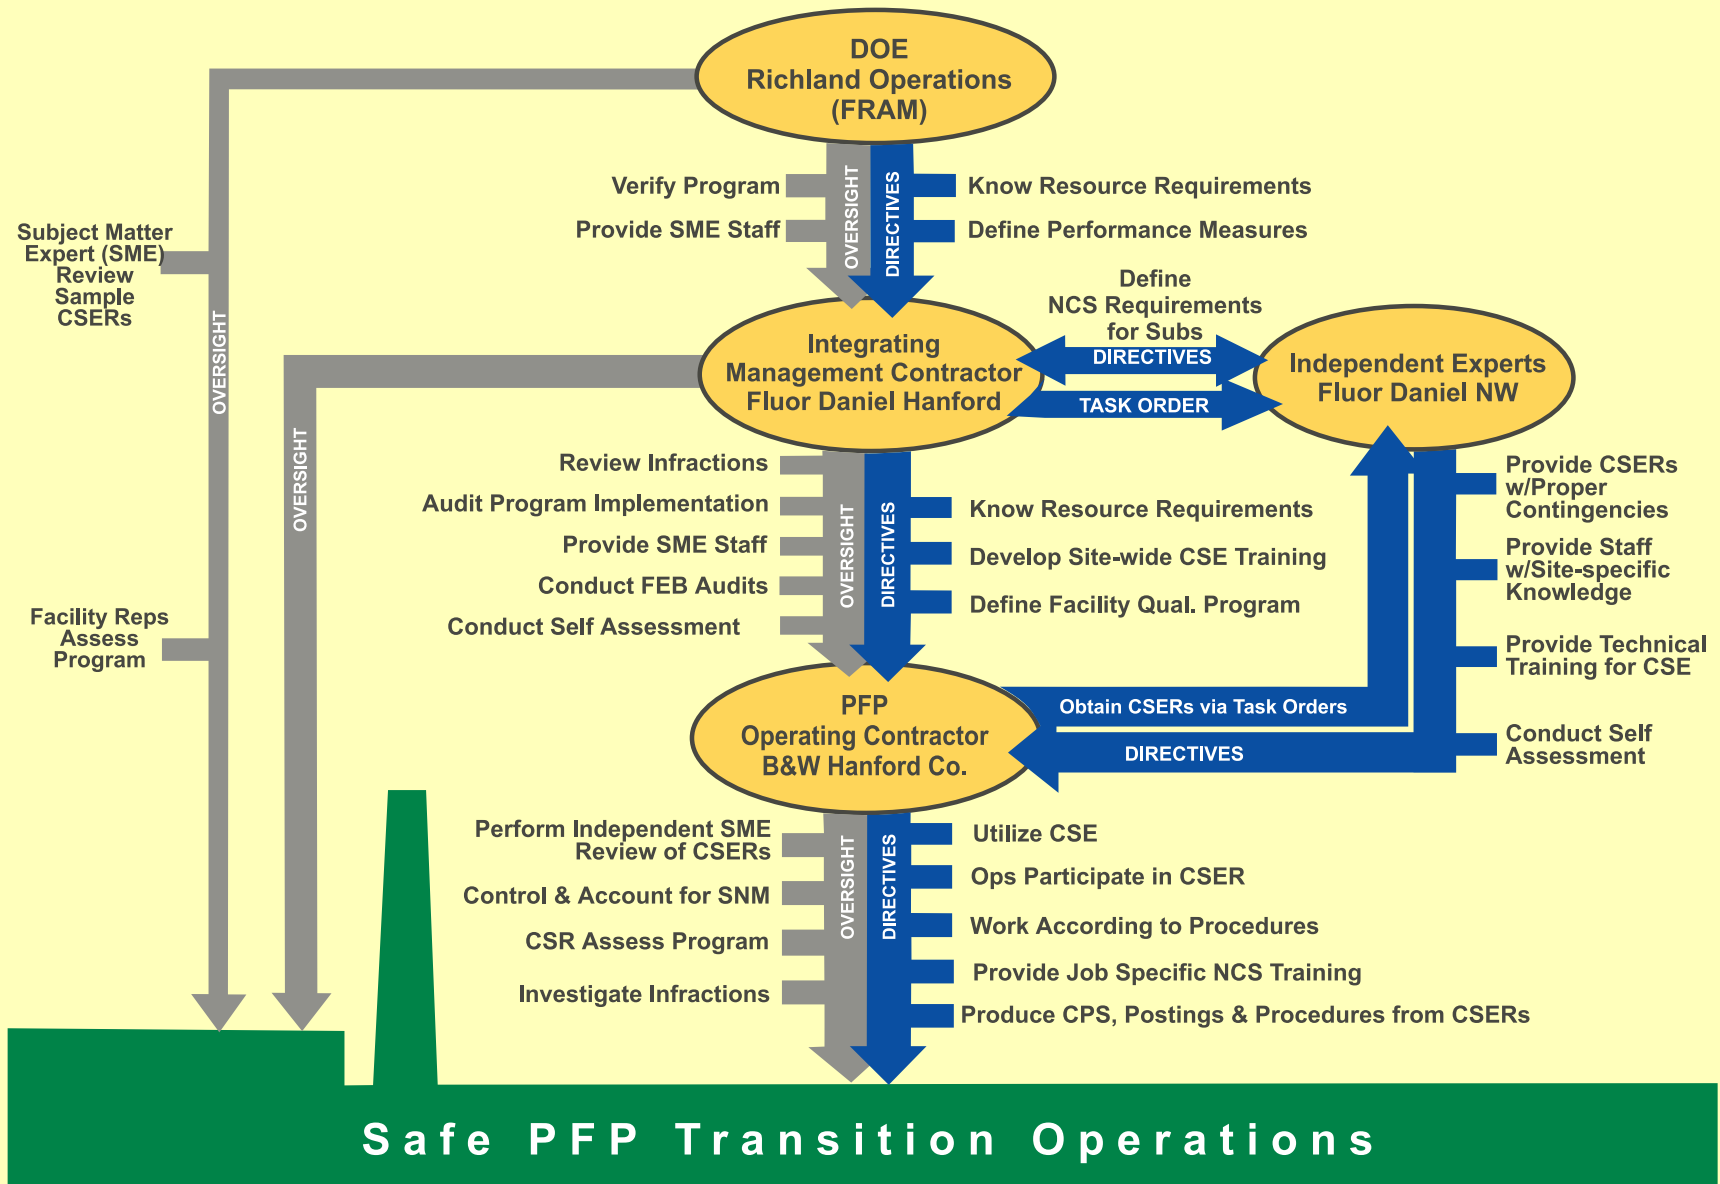 DOE
Richland Operations
(FRAM)
OVERSIGHT
DIRECTIVES
Verify Program
Provide SME Staff
Know Resource Requirements
Define Performance Measures
Subject Matter
Expert (SME)
Review
Sample
CSERs
OVERSIGHT
Facility Reps
Assess
Program
OVERSIGHT
Integrating
Management Contractor
Fluor Daniel Hanford
Define
NCS Requirements
for Subs
DIRECTIVES
TASK ORDER
Independent Experts
Fluor Daniel NW
Review Infractions
Audit Program Implementation
Provide SME Staff
Conduct FEB Audits
Conduct Self Assessment
OVERSIGHT
DIRECTIVES
Know Resource Requirements
Develop Site-wide CSE Training
Define Facility Qual. Program
Provide CSERs
w/Proper
Contingencies
Provide Staff
w/Site-specific
Knowledge
Provide Technical
Training for CSE
Conduct Self
Assessment
PFP
Operating Contractor
B&W Hanford Co.
Obtain CSERs via Task Orders
DIRECTIVES
Perform Independent SME
Review of CSERs
Control & Account for SNM
CSR Assess Program
Investigate Infractions
OVERSIGHT
DIRECTIVES
Utilize CSE
Ops Participate in CSER
Work According to Procedures
Provide Job Specific NCS Training
Produce CPS, Postings & Procedures from CSERs
Safe PFP Transition Operations